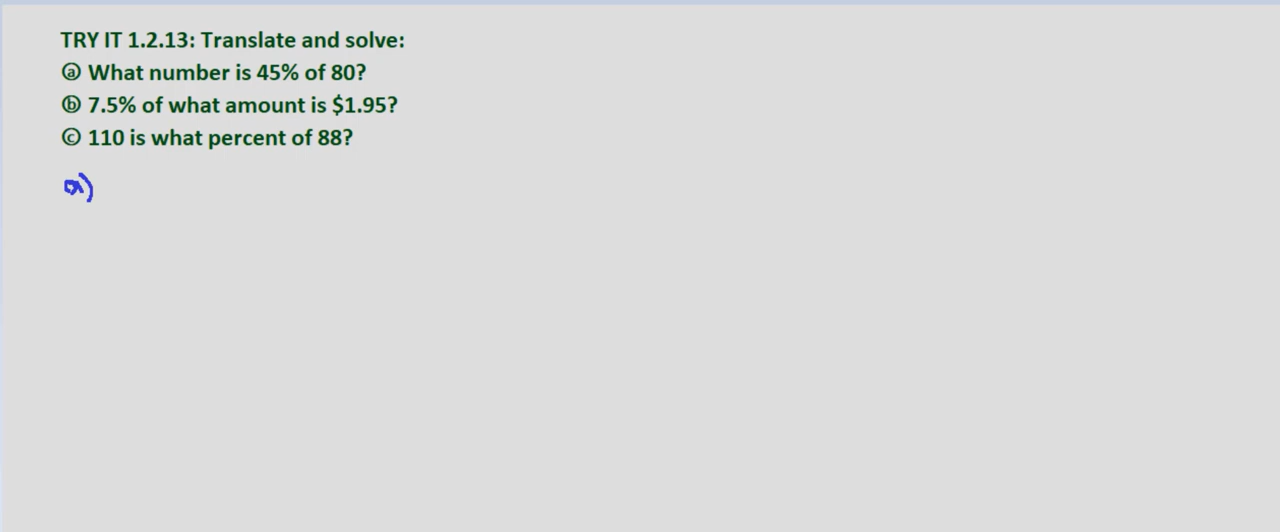 TRY IT 1.2.13: Translate and solve:
ⓐ What number is 45% of 80?
ⓑ 7.5% of what amount is $1.95?
ⓒ 110 is what percent of 88?
a)